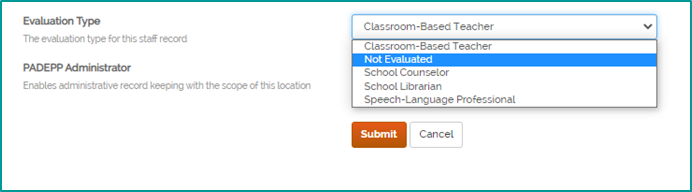 Evaluation Type
Classroom-Based Teacher
The evaluation type for this staff record
Classroom-Based Teacher
Not Evaluated
PADEPP Administrator
School Counselor
Enables administrative record keeping with the scope of this location
School Librarian
Speech-Language Professional
Submit
Cancel